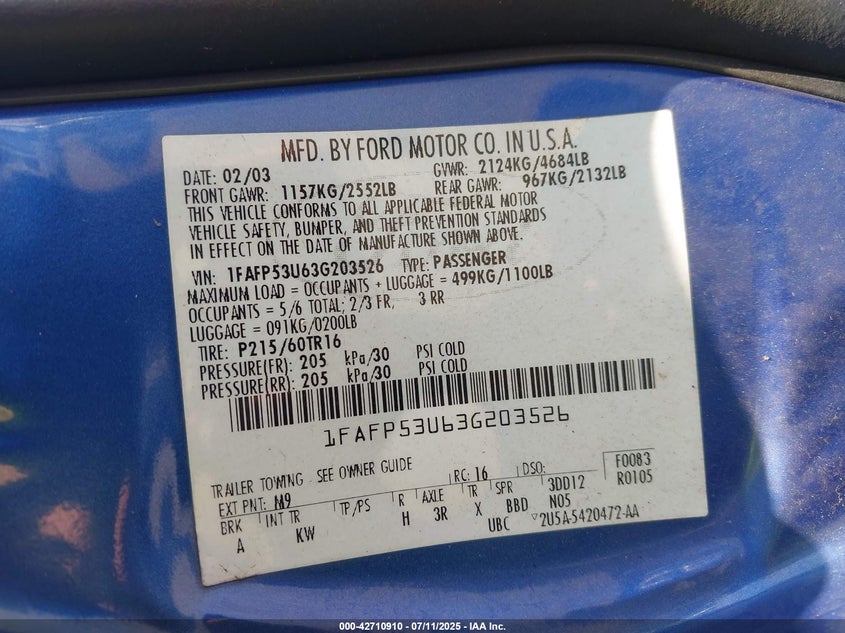 MFD. BY FORD MOTOR CO. IN U.S.A.
DATE: 02/03 GVWR: 2124KG/4684LB
FRONT GAWR: 1157KG/2552LB REAR GAWR: 967KG/2132LB
THIS VEHICLE CONFORMS TO ALL APPLICABLE FEDERAL MOTOR
VEHICLE SAFETY, BUMPER, AND THEFT PREVENTION STANDARDS
IN EFFECT ON THE DATE OF MANUFACTURE SHOWN ABOVE.
VIN: 1FAFP53U63G203526 TYPE: PASSENGER
MAXIMUM LOAD = OCCUPANTS + LUGGAGE = 499KG/1100LB
OCCUPANTS = 5/6 TOTAL; 2/3 FR, 3 RR
LUGGAGE = 091KG/0200LB
TIRE: P215/60TR16
PRESSURE(FR): 205 kPa/30 PSI COLD
PRESSURE(RR): 205 kPa/30 PSI COLD
1FAFP53U63G203526
TRAILER TOWING - SEE OWNER GUIDE
EXT PNT: M9 RC: 16 DSO: F0083
BRK INT TR TP/PS R AXLE TR SPR 3DD12 R0105
A KW H 3R X BBD N05
UBC ▽2U5A-5420472-AA
000-42710910 - 07/11/2025 - IAA Inc.